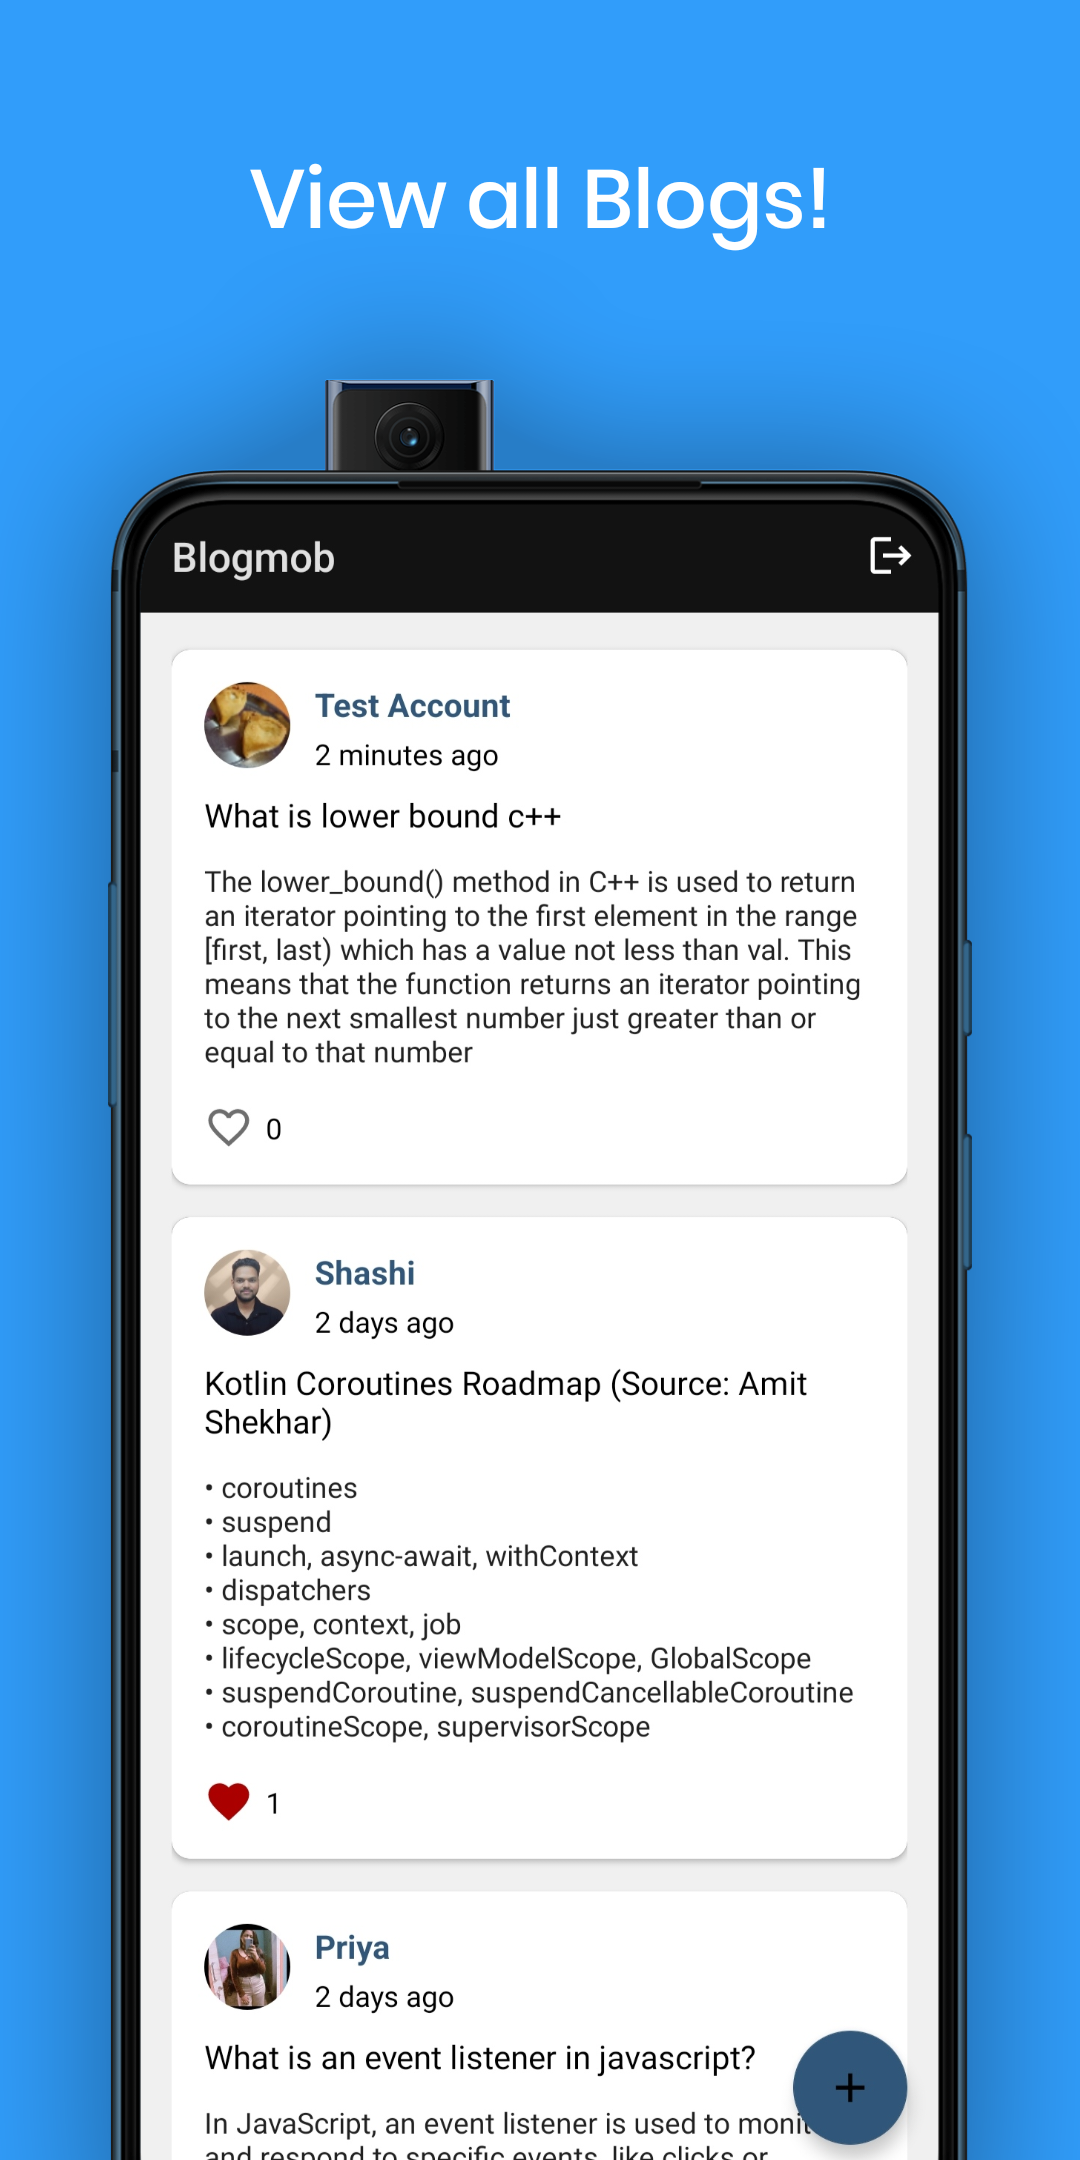 View all Blogs!
Blogmob
Test Account
2 minutes ago
What is lower bound c++
The lower_bound() method in C++ is used to return
an iterator pointing to the first element in the range
[first, last) which has a value not less than val. This
means that the function returns an iterator pointing
to the next smallest number just greater than or
equal to that number
0
Shashi
2 days ago
Kotlin Coroutines Roadmap (Source: Amit
Shekhar)
• coroutines
• suspend
• launch, async-await, withContext
• dispatchers
• scope, context, job
• lifecycleScope, viewModelScope, GlobalScope
• suspendCoroutine, suspendCancellableCoroutine
• coroutineScope, supervisorScope
1
Priya
2 days ago
What is an event listener in javascript?
In JavaScript, an event listener is used to monit
and respond to specific events, like clicks or